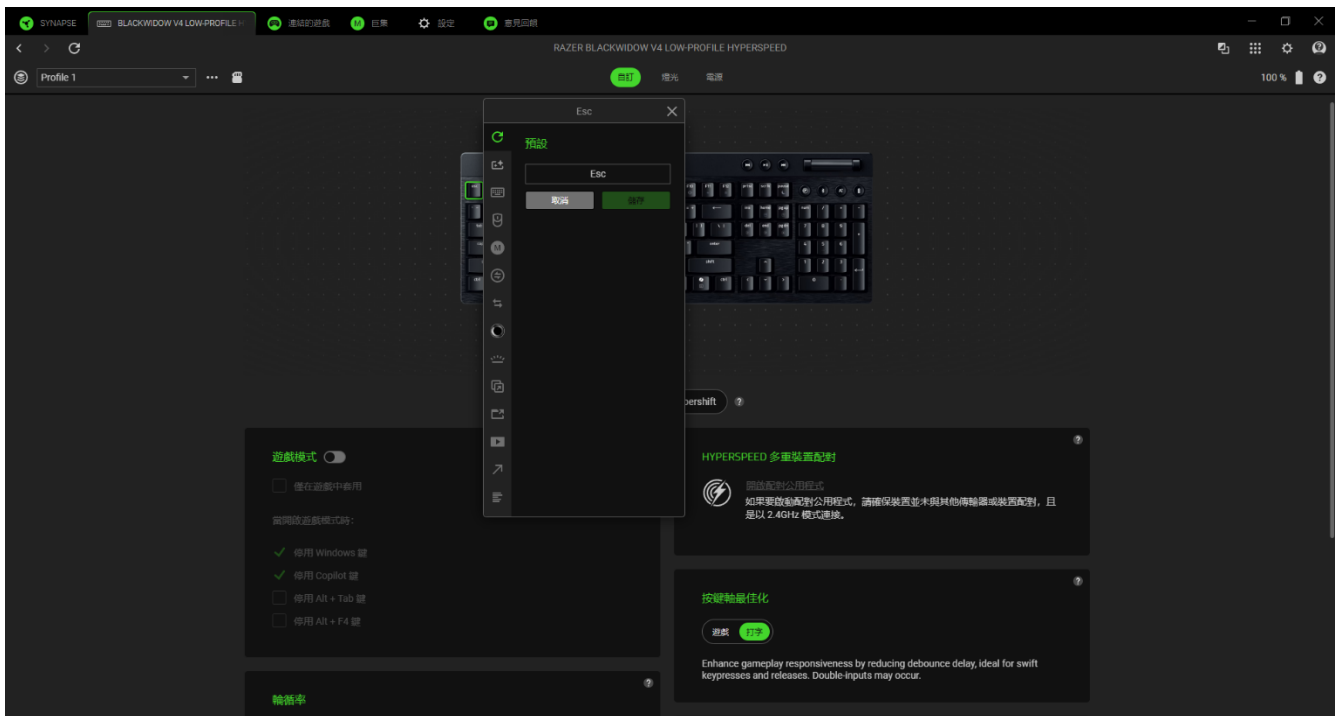 SYNAPSE
BLACKWIDOW V4 LOW-PROFILE H
連結的遊戲
巨集
設定
意見回饋
RAZER BLACKWIDOW V4 LOW-PROFILE HYPERSPEED
Profile 1
自訂
燈光
電源
100 %
Esc
預設
Esc
取消
儲存
pershift
遊戲模式
僅在遊戲中套用
當開啟遊戲模式時:
停用 Windows 鍵
停用 Copilot 鍵
停用 Alt + Tab 鍵
停用 Alt + F4 鍵
輪循率
HYPERSPEED 多重裝置配對
開啟配對公用程式
如果要啟動配對公用程式，請確保裝置並未與其他傳輸器或裝置配對，且
是以 2.4GHz 模式連接。
按鍵軸最佳化
遊戲
打字
Enhance gameplay responsiveness by reducing debounce delay, ideal for swift
keypresses and releases. Double-inputs may occur.